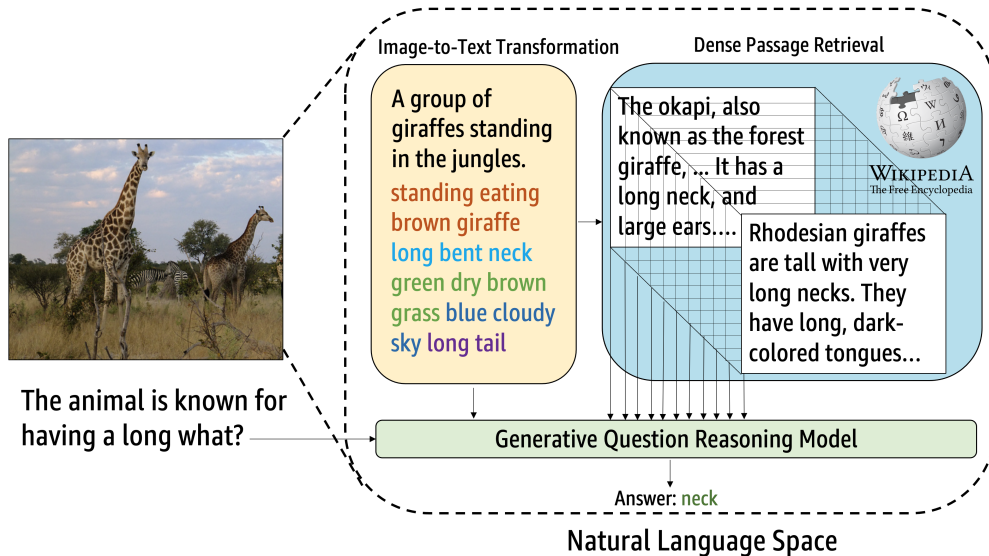 Image-to-Text Transformation
A group of
giraffes standing
in the jungles.
standing eating
brown giraffe
long bent neck
green dry brown
grass blue cloudy
sky long tail
Dense Passage Retrieval
The okapi, also
known as the forest
giraffe, ... It has a
long neck, and
large ears....
Ω
W
И
維
WIKIPEDIA
The Free Encyclopedia
Rhodesian giraffes
are tall with very
long necks. They
have long, dark-
colored tongues...
The animal is known for
having a long what?
Generative Question Reasoning Model
Answer: neck
Natural Language Space